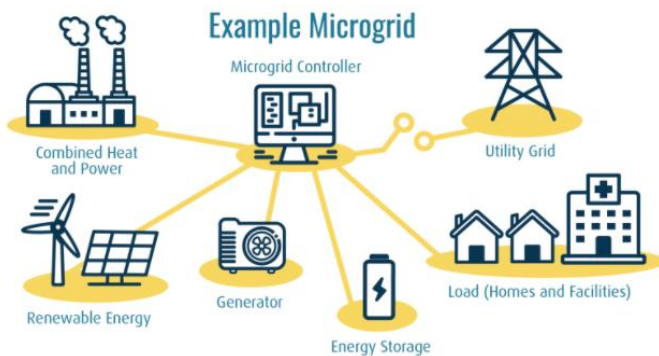 Example Microgrid
Microgrid Controller
Combined Heat
and Power
Utility Grid
Renewable Energy
Generator
Energy Storage
Load (Homes and Facilities)